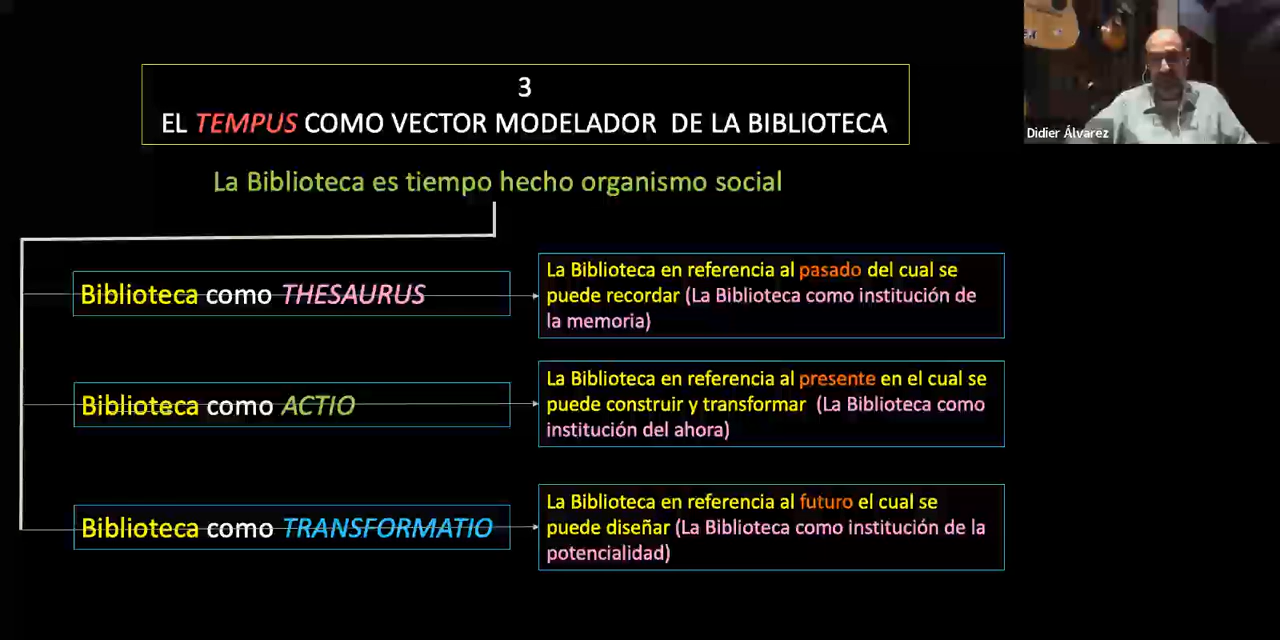 3
EL TEMPUS COMO VECTOR MODELADOR DE LA BIBLIOTECA
Didier Álvarez
La Biblioteca es tiempo hecho organismo social
Biblioteca como THESAURUS
La Biblioteca en referencia al pasado del cual se
puede recordar (La Biblioteca como institución de
la memoria)
Biblioteca como ACTIO
La Biblioteca en referencia al presente en el cual se
puede construir y transformar (La Biblioteca como
institución del ahora)
Biblioteca como TRANSFORMATIO
La Biblioteca en referencia al futuro el cual se
puede diseñar (La Biblioteca como institución de la
potencialidad)